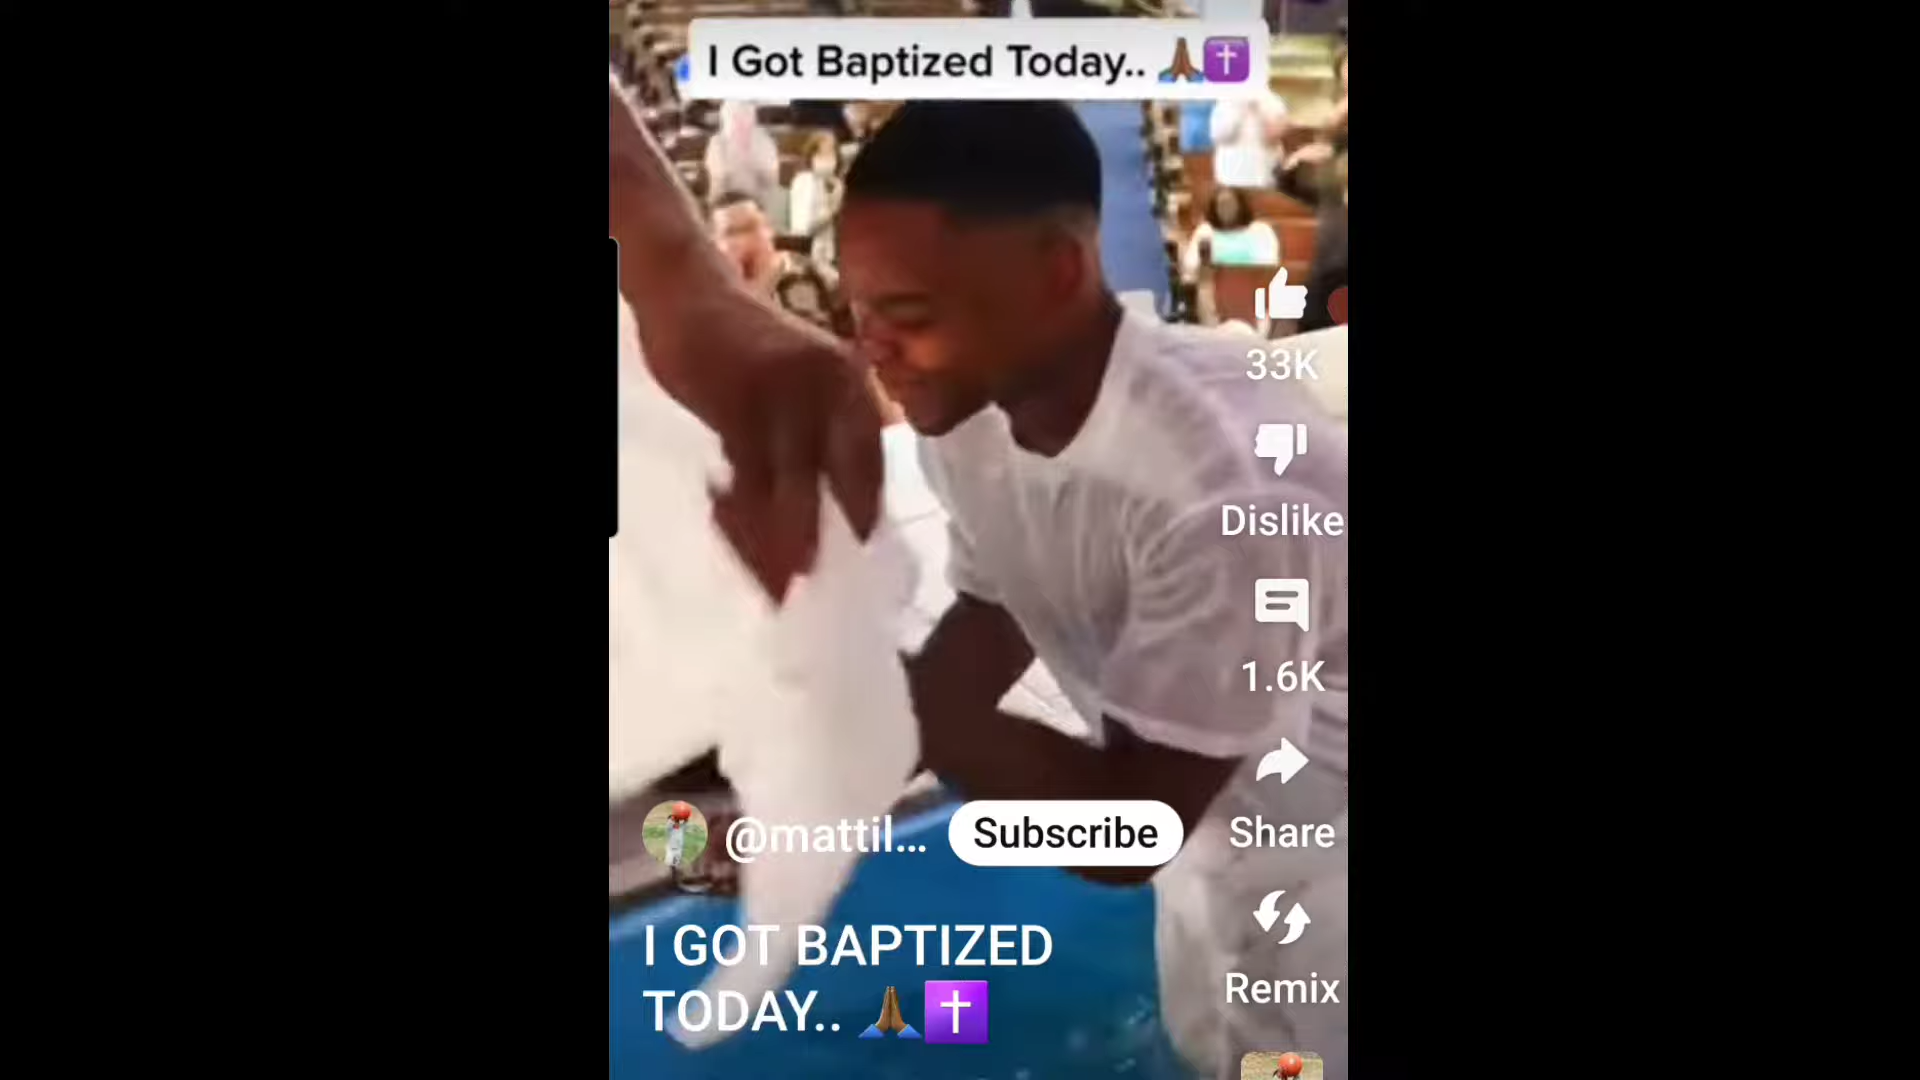 I Got Baptized Today.. 🙏🏾✝️
33K
Dislike
1.6K
@mattil... Subscribe
Share
I GOT BAPTIZED
TODAY.. 🙏🏾✝️
Remix